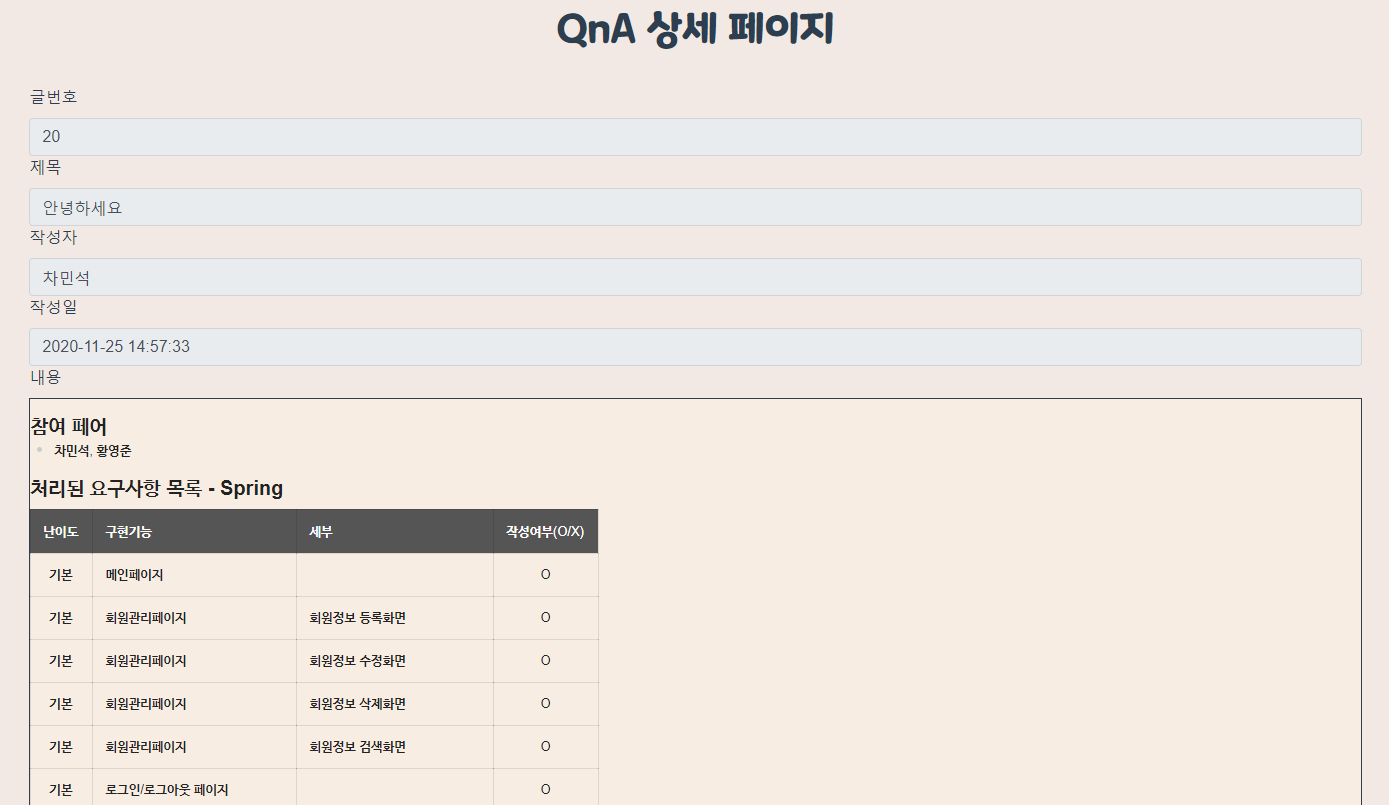 QnA 상세 페이지
글번호
20
제목
안녕하세요
작성자
차민석
작성일
2020-11-25 14:57:33
내용
참여 페어
차민석, 황영준
처리된 요구사항 목록 - Spring
난이도 구현기능 세부 작성여부(O/X)
기본 메인페이지 O
기본 회원관리페이지 회원정보 등록화면 O
기본 회원관리페이지 회원정보 수정화면 O
기본 회원관리페이지 회원정보 삭제화면 O
기본 회원관리페이지 회원정보 검색화면 O
기본 로그인/로그아웃 페이지 O